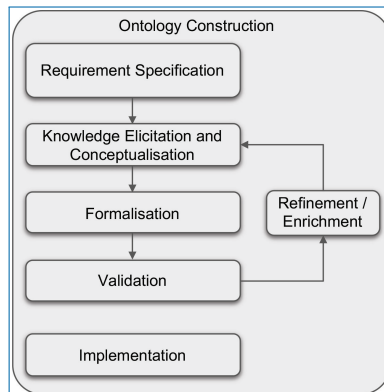 Ontology Construction
Requirement Specification
Knowledge Elicitation and
Conceptualisation
Formalisation
Refinement /
Enrichment
Validation
Implementation